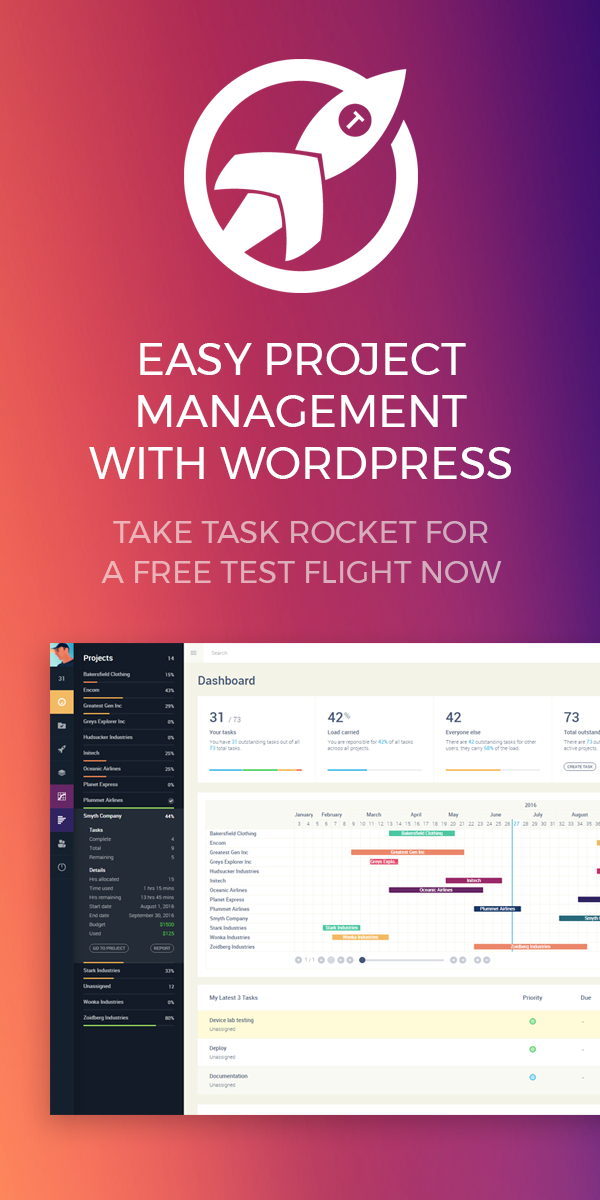 T
EASY PROJECT
MANAGEMENT
WITH WORDPRESS
TAKE TASK ROCKET FOR
A FREE TEST FLIGHT NOW
31
Projects 14
Bakersfield Clothing 15%
Encom 43%
Greatest Gen Inc 29%
Greys Explorer Inc 0%
Hudsucker Industries 0%
Initech 25%
Oceanic Airlines 25%
Planet Express 0%
Plummet Airlines
Smyth Company 44%
Tasks
Complete 4
Total 9
Remaining 5
Details
Hrs allocated 15
Time used 1 hrs 15 mins
Hrs remaining 13 hrs 45 mins
Start date August 1, 2016
End date September 30, 2016
Budget $1500
Used $125
GO TO PROJECT REPORT
Stark Industries 33%
Unassigned 12
Wonka Industries 0%
Zoidberg Industries 80%
Search
Dashboard
31 / 73
Your tasks
You have 31 outstanding tasks out of all
73 total tasks.
42%
Load carried
You are reponsible for 42% of all tasks
across all projects.
42
Everyone else
There are 42 outstanding tasks for other
users, they carry 58% of the load.
73
Total outstand
There are 73 outs
active projects.
CREATE TASK
2016
January February March April May June July August
3 4 5 6 7 8 9 10 11 12 13 14 15 16 17 18 19 20 21 22 23 24 25 26 27 28 29 30 31 32 33 34 35 36
Bakersfield Clothing Bakersfield Clothing
Encom
Greatest Gen Inc Greatest Gen Inc
Greys Explorer Inc Greys Explo..
Hudsucker Industries
Initech Initech
Oceanic Airlines Oceanic Airlines
Planet Express
Plummet Airlines Plummet Airlines
Smyth Company Smyth
Stark Industries Stark Industries
Wonka Industries Wonka Industries
Zoidberg Industries Zoidberg Industries
1 / 1
My Latest 3 Tasks Priority Due
Device lab testing
Unassigned -
Deploy
Unassigned -
Documentation
Unassigned -